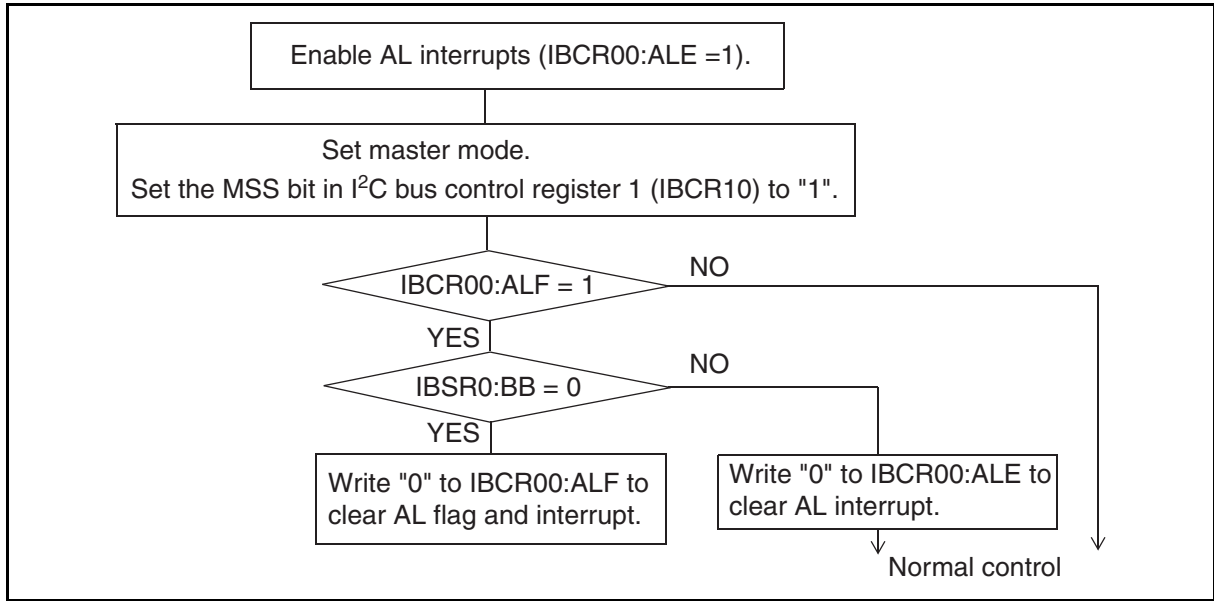 Enable AL interrupts (IBCR00:ALE =1).
Set master mode.
Set the MSS bit in I²C bus control register 1 (IBCR10) to "1".
IBCR00:ALF = 1
NO
YES
IBSR0:BB = 0
NO
YES
Write "0" to IBCR00:ALF to
clear AL flag and interrupt.
Write "0" to IBCR00:ALE to
clear AL interrupt.
Normal control